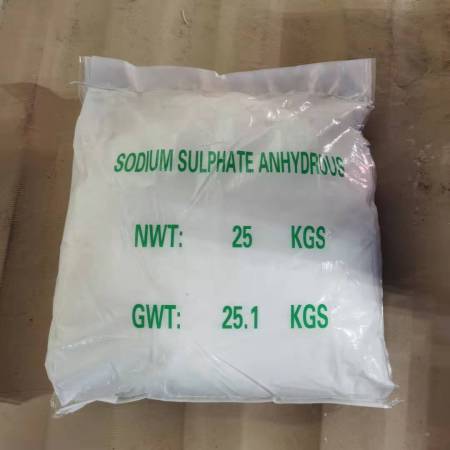 SODIUM SULPHATE ANHYDROUS
NWT: 25 KGS
GWT: 25.1 KGS